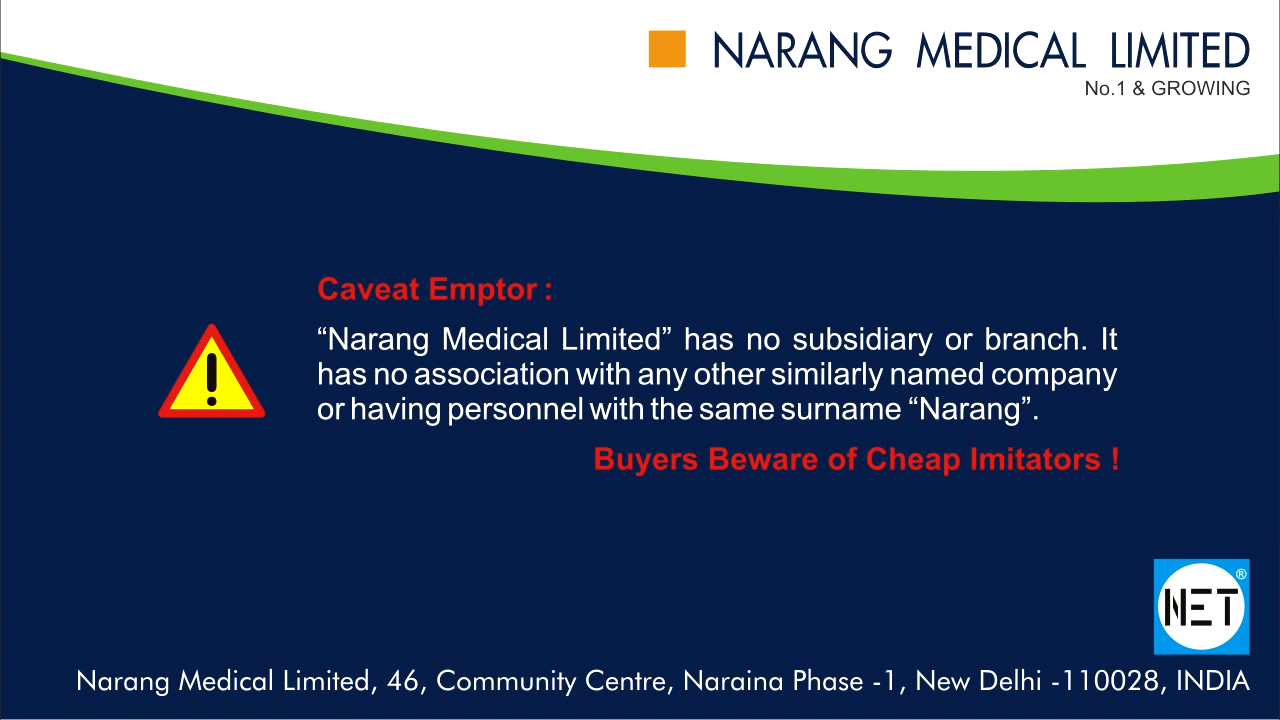 NARANG MEDICAL LIMITED
No.1 & GROWING
Caveat Emptor :
“Narang Medical Limited” has no subsidiary or branch. It
has no association with any other similarly named company
or having personnel with the same surname “Narang”.
Buyers Beware of Cheap Imitators !
NET®
Narang Medical Limited, 46, Community Centre, Naraina Phase -1, New Delhi -110028, INDIA